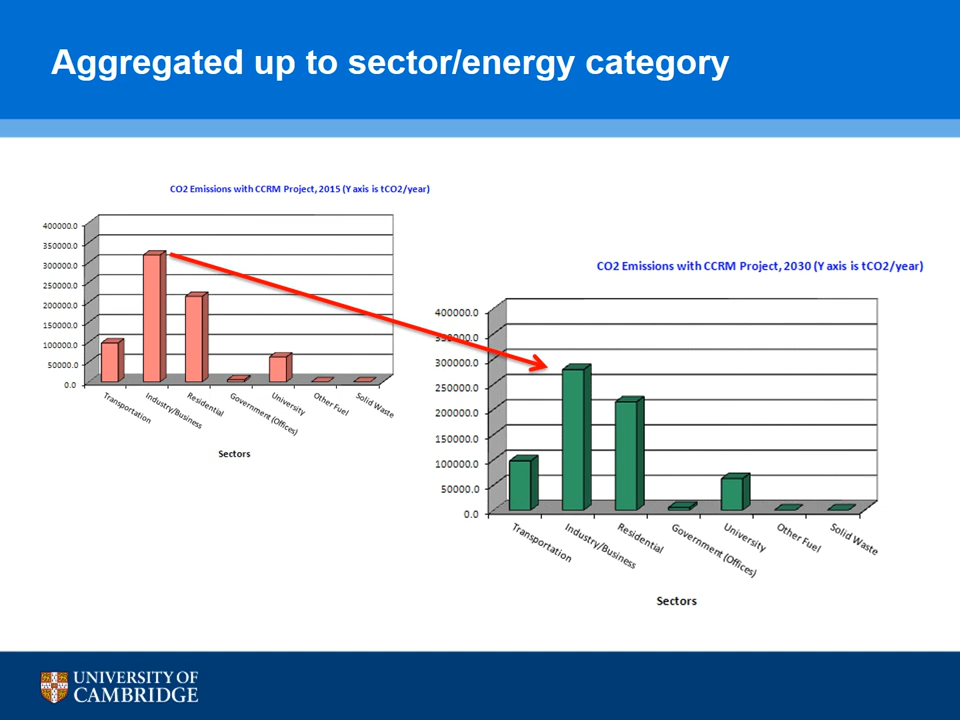 Aggregated up to sector/energy category
CO2 Emissions with CCRM Project, 2015 (Y axis is tCO2/year)
400000.0
350000.0
300000.0
250000.0
200000.0
150000.0
100000.0
50000.0
0.0
Transportation
Industry/Business
Residential
Government (Offices)
University
Other Fuel
Solid Waste
Sectors
CO2 Emissions with CCRM Project, 2030 (Y axis is tCO2/year)
400000.0
350000.0
300000.0
250000.0
200000.0
150000.0
100000.0
50000.0
0.0
Transportation
Industry/Business
Residential
Government (Offices)
University
Other Fuel
Solid Waste
Sectors
UNIVERSITY OF
CAMBRIDGE